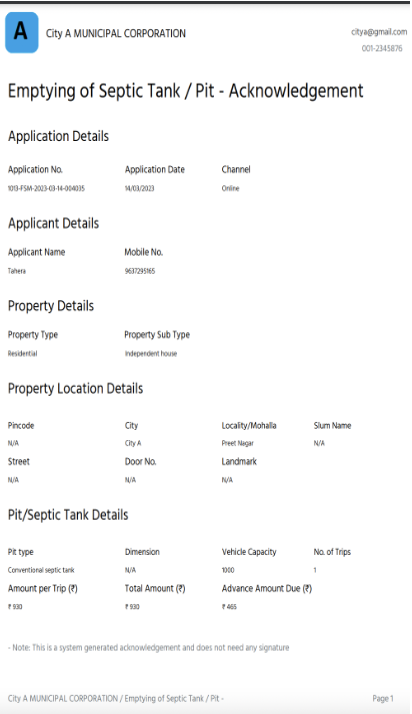 A City A MUNICIPAL CORPORATION citya@gmail.com
001-2345876
Emptying of Septic Tank / Pit - Acknowledgement
Application Details
Application No. Application Date Channel
1013-FSM-2023-03-14-004035 14/03/2023 Online
Applicant Details
Applicant Name Mobile No.
Tahera 9637295165
Property Details
Property Type Property Sub Type
Residential Independent house
Property Location Details
Pincode City Locality/Mohalla Slum Name
N/A City A Preet Nagar N/A
Street Door No. Landmark
N/A N/A N/A
Pit/Septic Tank Details
Pit type Dimension Vehicle Capacity No. of Trips
Conventional septic tank N/A 1000 1
Amount per Trip (₹) Total Amount (₹) Advance Amount Due (₹)
₹ 930 ₹ 930 ₹ 465
- Note: This is a system generated acknowledgement and does not need any signature
City A MUNICIPAL CORPORATION / Emptying of Septic Tank / Pit - Page 1